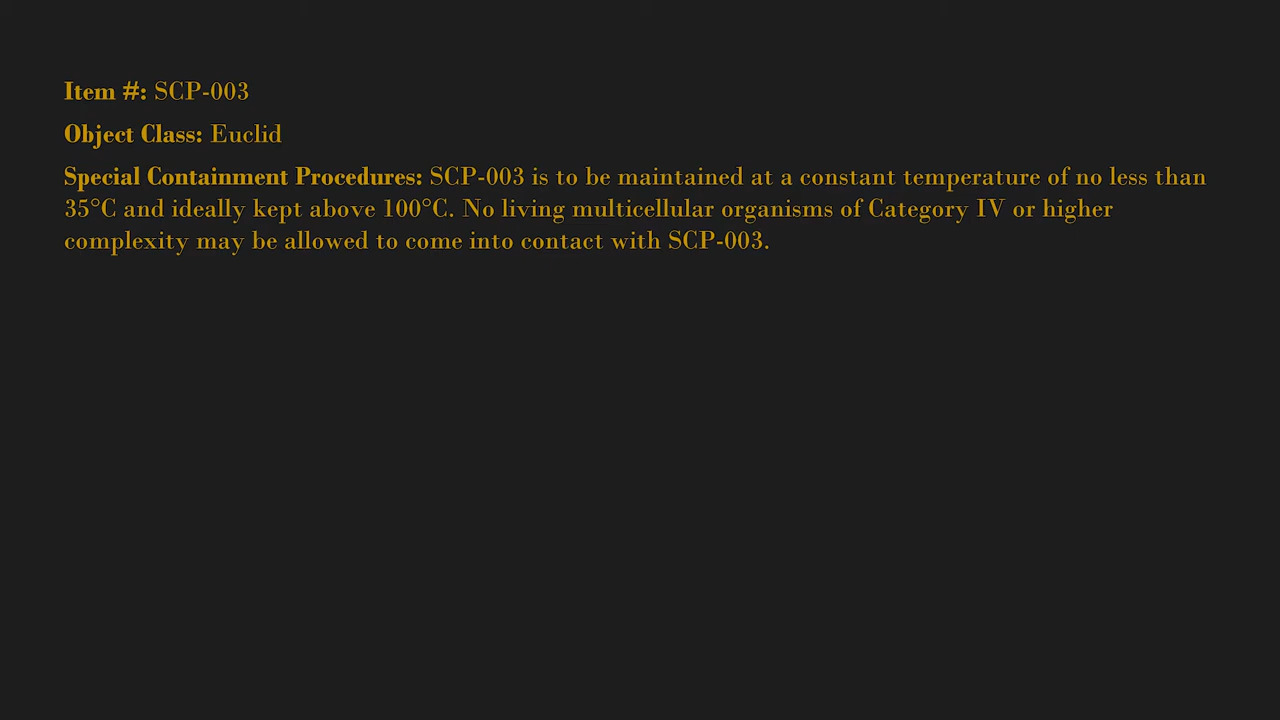 Item #: SCP-003
Object Class: Euclid
Special Containment Procedures: SCP-003 is to be maintained at a constant temperature of no less than
35°C and ideally kept above 100°C. No living multicellular organisms of Category IV or higher
complexity may be allowed to come into contact with SCP-003.